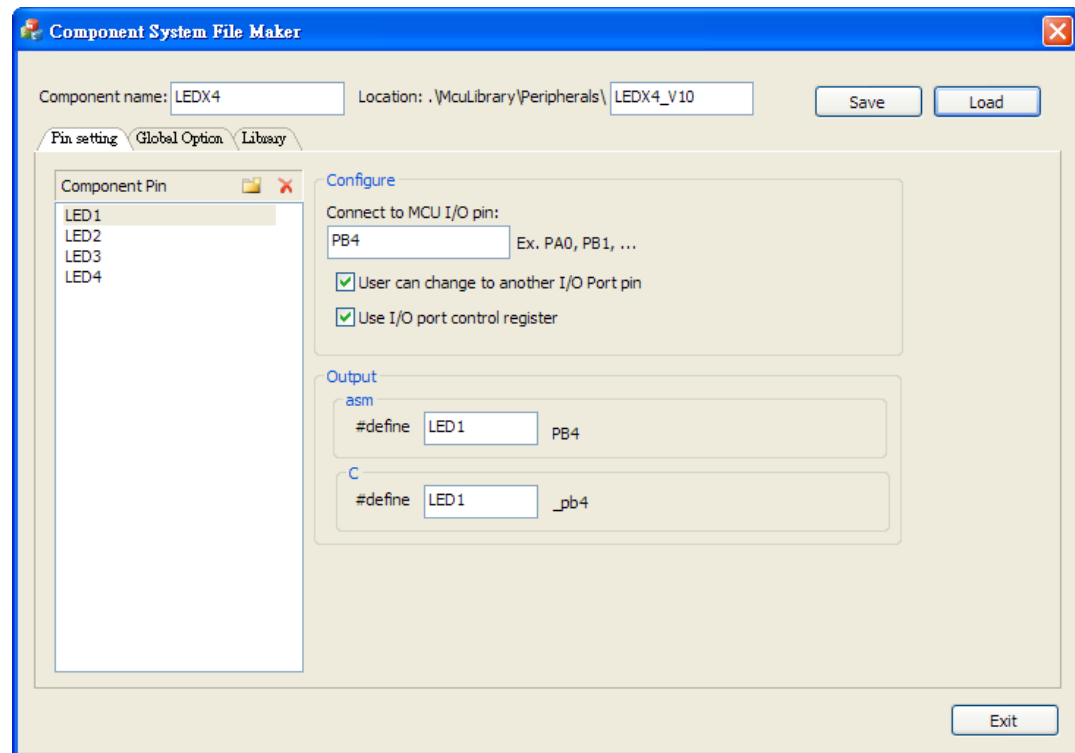 Component System File Maker
Component name: LEDX4 Location: .\McuLibrary\Peripherals\ LEDX4_V10 Save Load
Pin setting Global Option Library
Component Pin
LED1
LED2
LED3
LED4
Configure
Connect to MCU I/O pin:
PB4 Ex. PA0, PB1, ...
User can change to another I/O Port pin
Use I/O port control register
Output
asm
#define LED1 PB4
C
#define LED1 _pb4
Exit